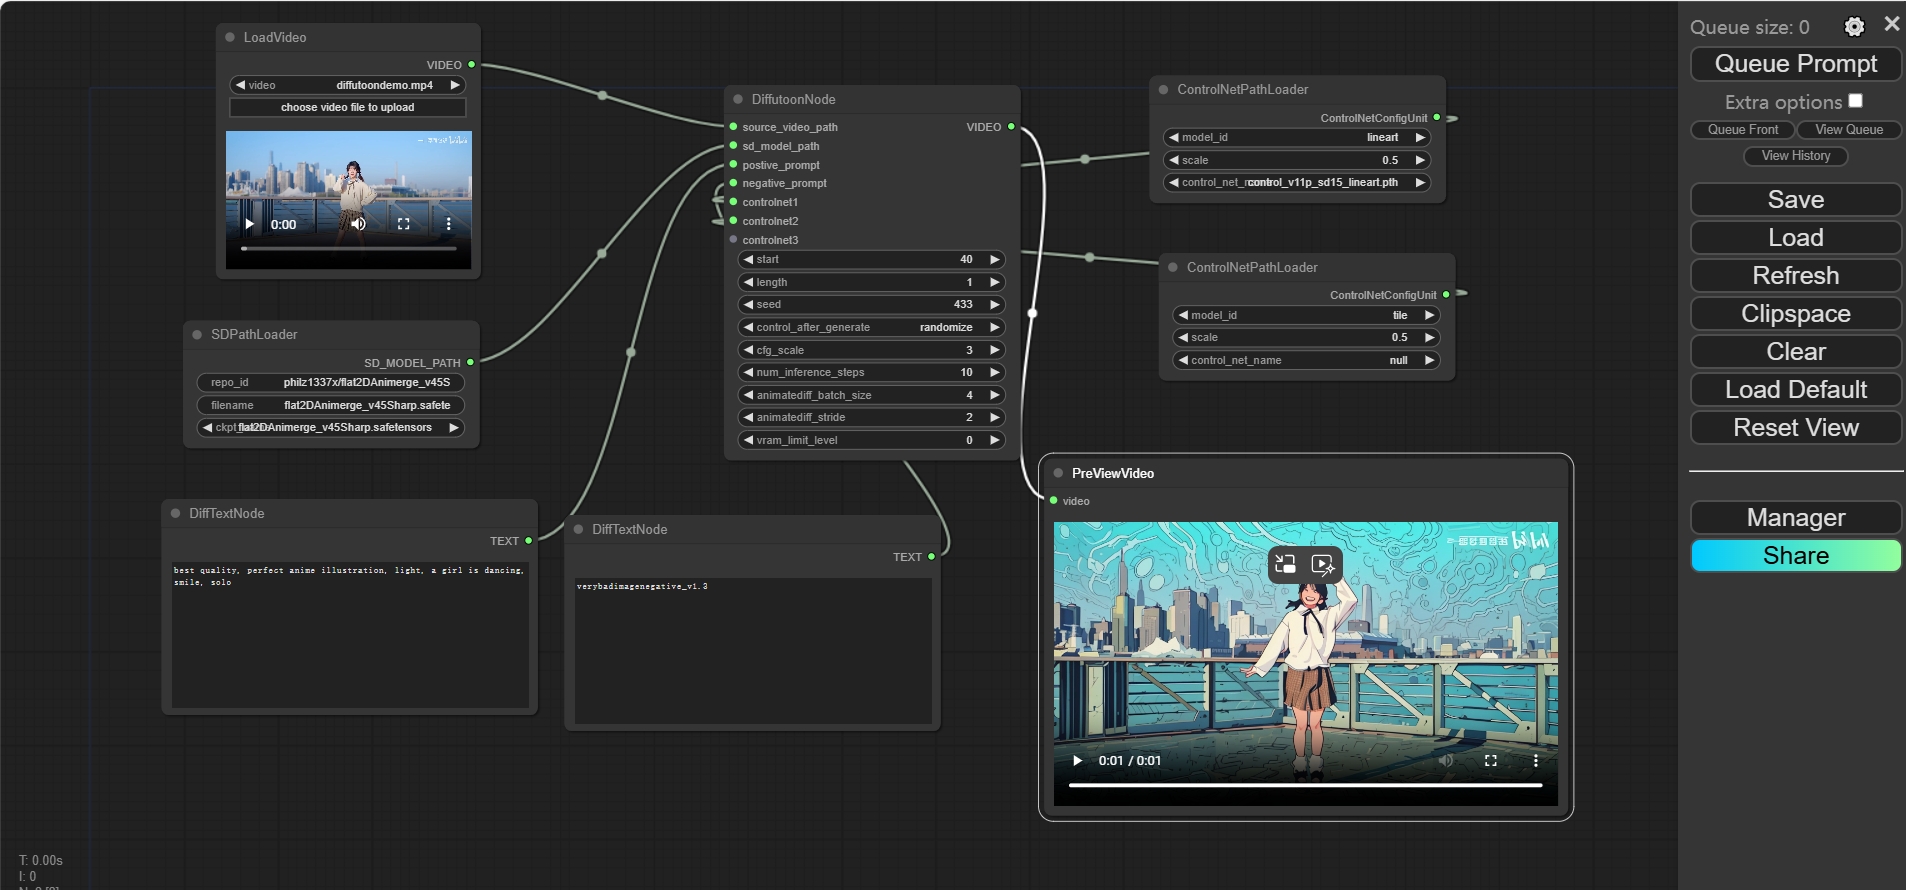 LoadVideo
VIDEO
video diffutoondemo.mp4
choose video file to upload
0:00
SDPathLoader
SD_MODEL_PATH
repo_id philz1337x/flat2DAnimerge_v45S
filename flat2DAnimerge_v45Sharp.safete
flat2DAnimerge_v45Sharp.safetensors
DiffTextNode
TEXT
best quality, perfect anime illustration, light, a girl is dancing,
smile, solo
DiffTextNode
TEXT
verybadimagenegative_v1.3
DiffutoonNode
source_video_path VIDEO
sd_model_path
postive_prompt
negative_prompt
controlnet1
controlnet2
controlnet3
start 40
length 1
seed 433
control_after_generate randomize
cfg_scale 3
num_inference_steps 10
animatediff_batch_size 4
animatediff_stride 2
vram_limit_level 0
ControlNetPathLoader
ControlNetConfigUnit
model_id lineart
scale 0.5
control_v11p_sd15_lineart.pth
ControlNetPathLoader
ControlNetConfigUnit
model_id tile
scale 0.5
control_net_name null
PreViewVideo
video
0:01 / 0:01
Queue size: 0
Queue Prompt
Extra options
Queue Front View Queue
View History
Save
Load
Refresh
Clipspace
Clear
Load Default
Reset View
Manager
Share
T: 0.00s
I: 0